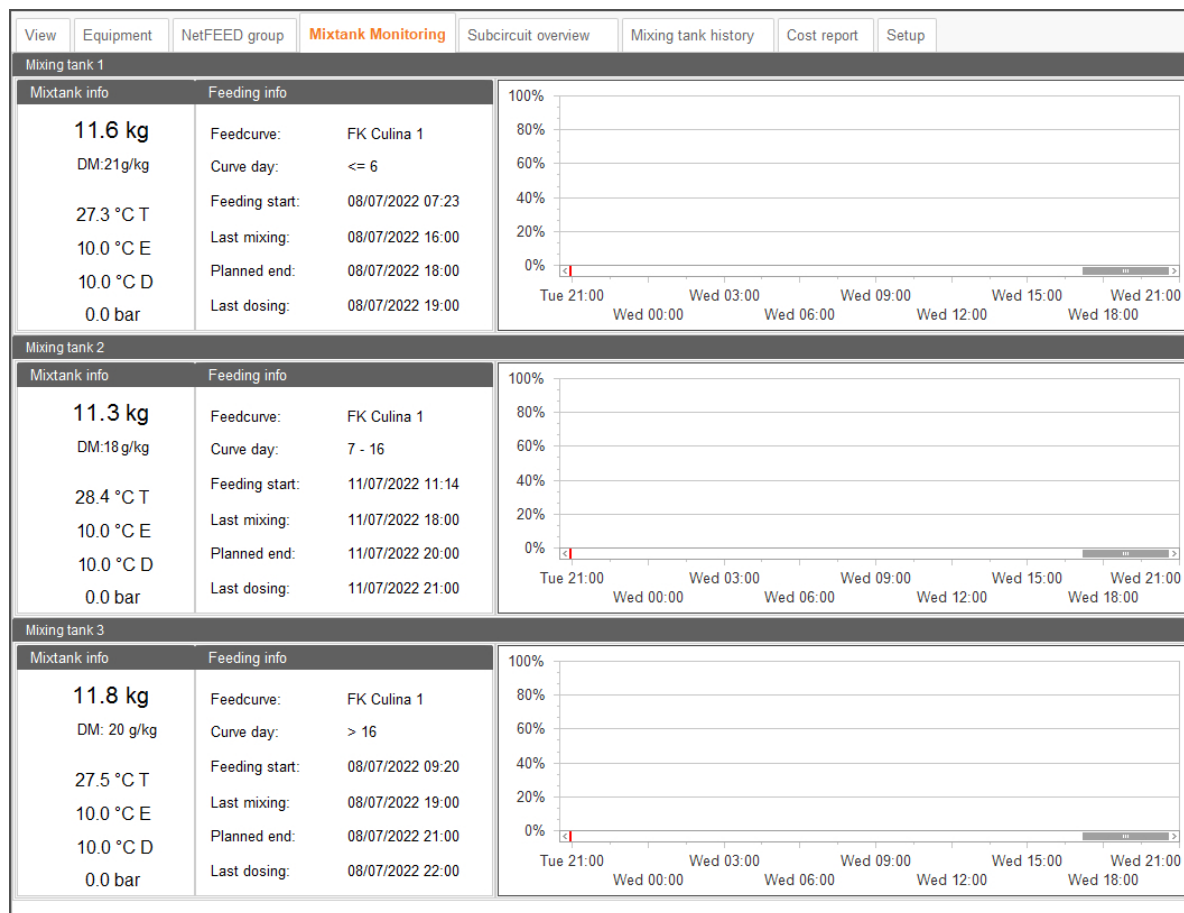 View Equipment NetFEED group Mixtank Monitoring Subcircuit overview Mixing tank history Cost report Setup
Mixing tank 1
Mixtank info
11.6 kg
DM:21g/kg
27.3 °C T
10.0 °C E
10.0 °C D
0.0 bar
Feeding info
Feedcurve: FK Culina 1
Curve day: <= 6
Feeding start: 08/07/2022 07:23
Last mixing: 08/07/2022 16:00
Planned end: 08/07/2022 18:00
Last dosing: 08/07/2022 19:00
100%
80%
60%
40%
20%
0%
Tue 21:00 Wed 03:00 Wed 09:00 Wed 15:00 Wed 21:00
Wed 00:00 Wed 06:00 Wed 12:00 Wed 18:00
Mixing tank 2
Mixtank info
11.3 kg
DM:18 g/kg
28.4 °C T
10.0 °C E
10.0 °C D
0.0 bar
Feeding info
Feedcurve: FK Culina 1
Curve day: 7 - 16
Feeding start: 11/07/2022 11:14
Last mixing: 11/07/2022 18:00
Planned end: 11/07/2022 20:00
Last dosing: 11/07/2022 21:00
100%
80%
60%
40%
20%
0%
Tue 21:00 Wed 03:00 Wed 09:00 Wed 15:00 Wed 21:00
Wed 00:00 Wed 06:00 Wed 12:00 Wed 18:00
Mixing tank 3
Mixtank info
11.8 kg
DM: 20 g/kg
27.5 °C T
10.0 °C E
10.0 °C D
0.0 bar
Feeding info
Feedcurve: FK Culina 1
Curve day: > 16
Feeding start: 08/07/2022 09:20
Last mixing: 08/07/2022 19:00
Planned end: 08/07/2022 21:00
Last dosing: 08/07/2022 22:00
100%
80%
60%
40%
20%
0%
Tue 21:00 Wed 03:00 Wed 09:00 Wed 15:00 Wed 21:00
Wed 00:00 Wed 06:00 Wed 12:00 Wed 18:00